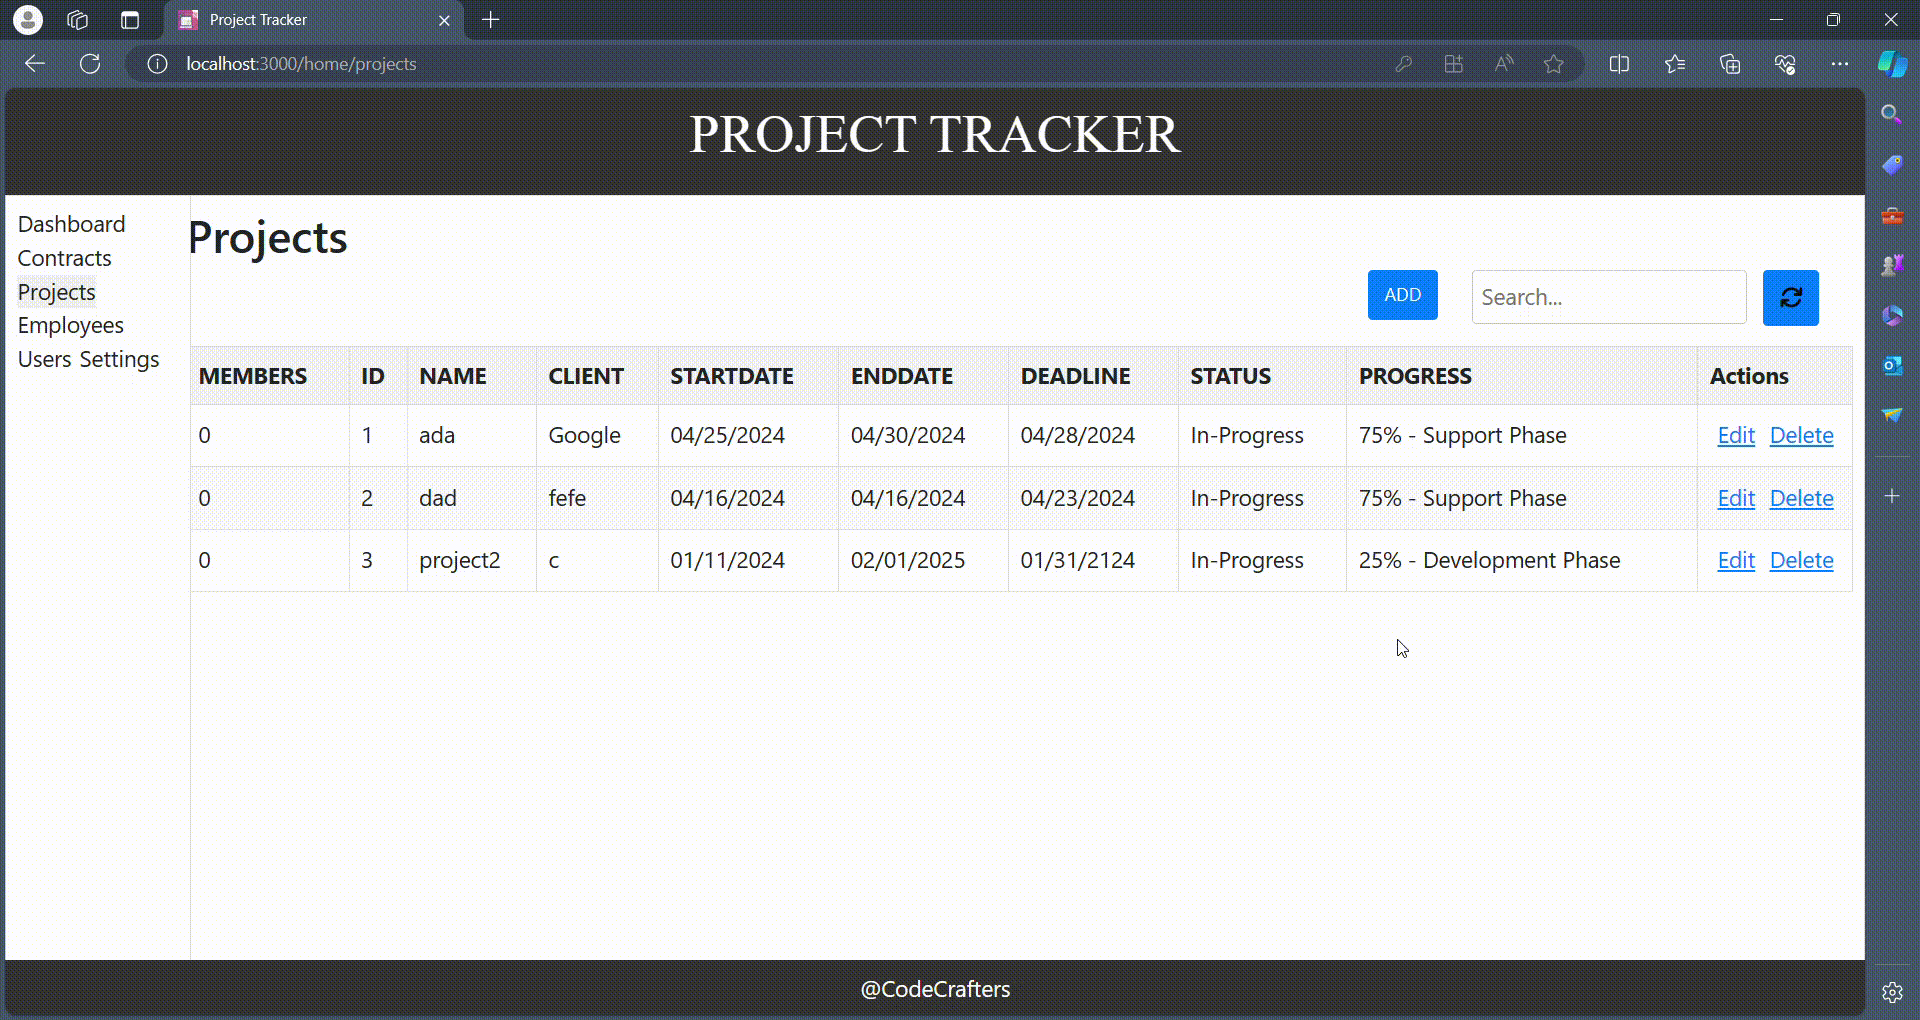 Project Tracker
localhost:3000/home/projects
PROJECT TRACKER
Dashboard
Contracts
Projects
Employees
Users Settings
Projects
ADD Search...
MEMBERS ID NAME CLIENT STARTDATE ENDDATE DEADLINE STATUS PROGRESS Actions
0 1 ada Google 04/25/2024 04/30/2024 04/28/2024 In-Progress 75% - Support Phase Edit Delete
0 2 dad fefe 04/16/2024 04/16/2024 04/23/2024 In-Progress 75% - Support Phase Edit Delete
0 3 project2 c 01/11/2024 02/01/2025 01/31/2124 In-Progress 25% - Development Phase Edit Delete
@CodeCrafters